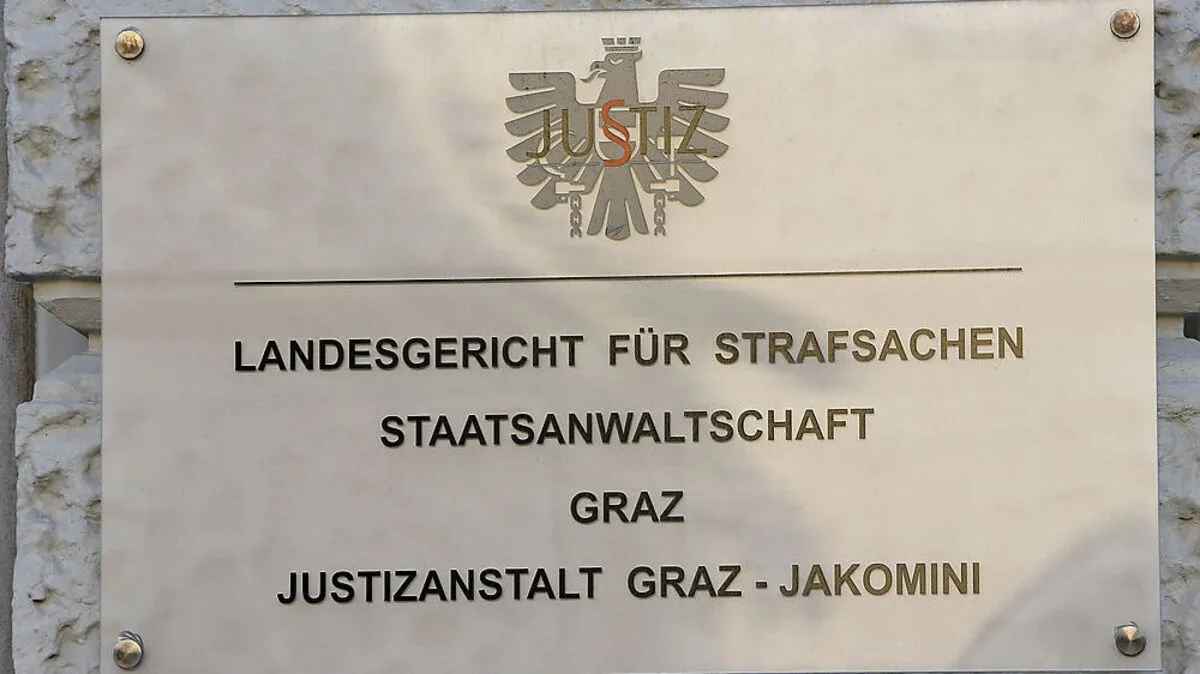 JUSTIZ
LANDESGERICHT FÜR STRAFSACHEN
STAATSANWALTSCHAFT
GRAZ
JUSTIZANSTALT GRAZ - JAKOMINI